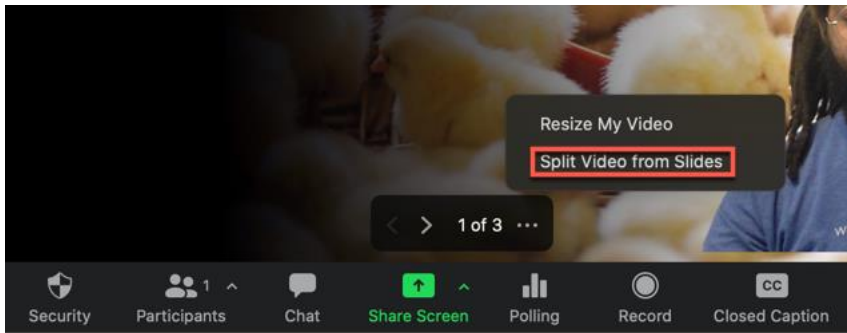 Resize My Video
Split Video from Slides
1 of 3
W
1
Security Participants Chat Share Screen Polling Record Closed Caption
CC